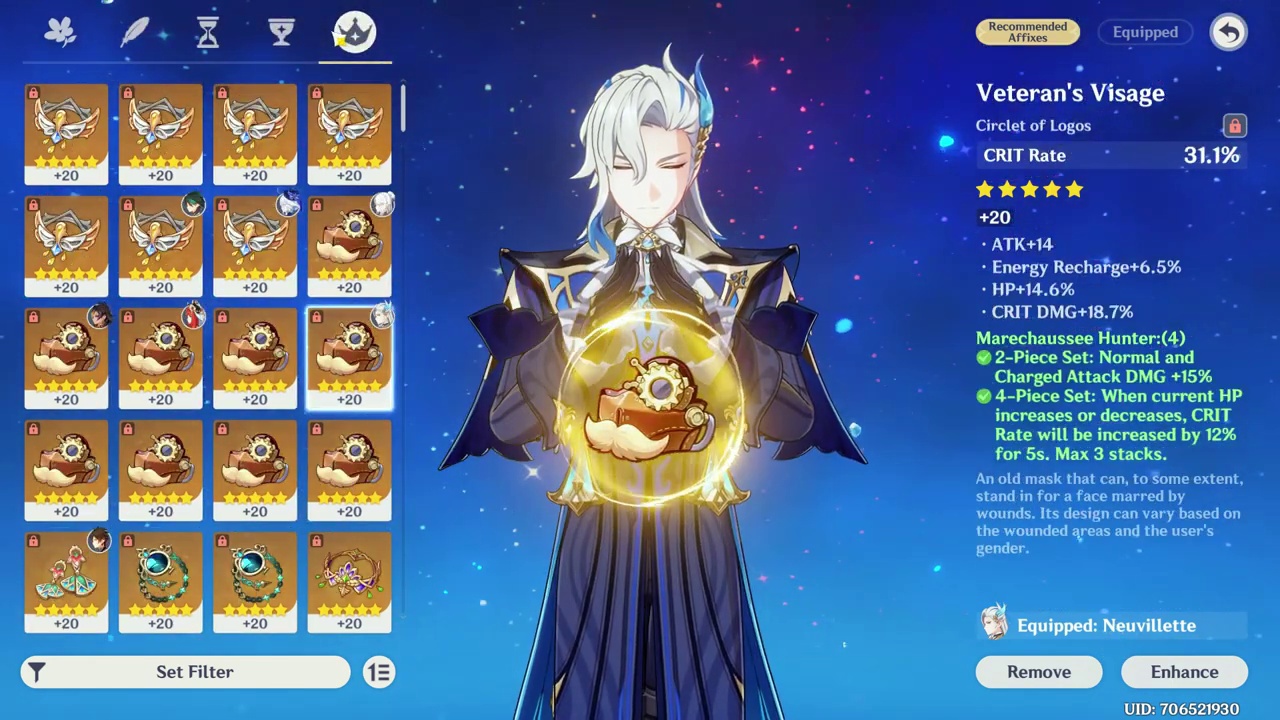 Recommended
Affixes
Equipped
Veteran's Visage
Circlet of Logos
CRIT Rate 31.1%
+20
· ATK+14
· Energy Recharge+6.5%
· HP+14.6%
· CRIT DMG+18.7%
Marechaussee Hunter:(4)
2-Piece Set: Normal and
Charged Attack DMG +15%
4-Piece Set: When current HP
increases or decreases, CRIT
Rate will be increased by 12%
for 5s. Max 3 stacks.
An old mask that can, to some extent,
stand in for a face marred by
wounds. Its design can vary based on
the wounded areas and the user's
gender.
Equipped: Neuvillette
Remove Enhance
UID: 706521930
+20 +20 +20 +20
+20 +20 +20 +20
+20 +20 +20 +20
+20 +20 +20 +20
+20 +20 +20 +20
Set Filter